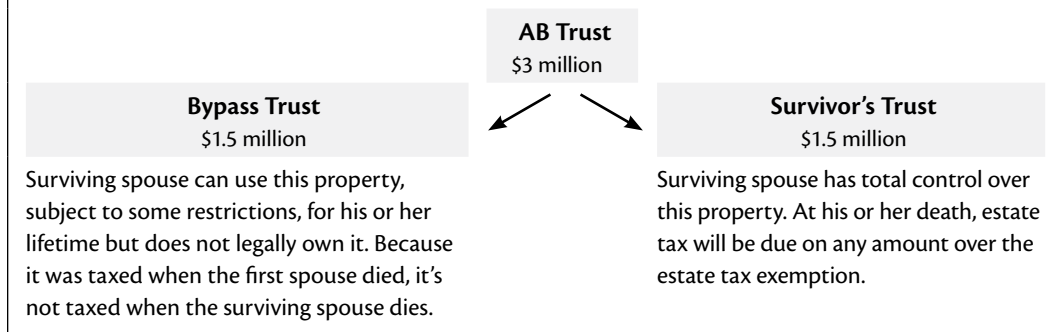 AB Trust
$3 million
Bypass Trust
$1.5 million
Surviving spouse can use this property,
subject to some restrictions, for his or her
lifetime but does not legally own it. Because
it was taxed when the first spouse died, it’s
not taxed when the surviving spouse dies.
Survivor’s Trust
$1.5 million
Surviving spouse has total control over
this property. At his or her death, estate
tax will be due on any amount over the
estate tax exemption.